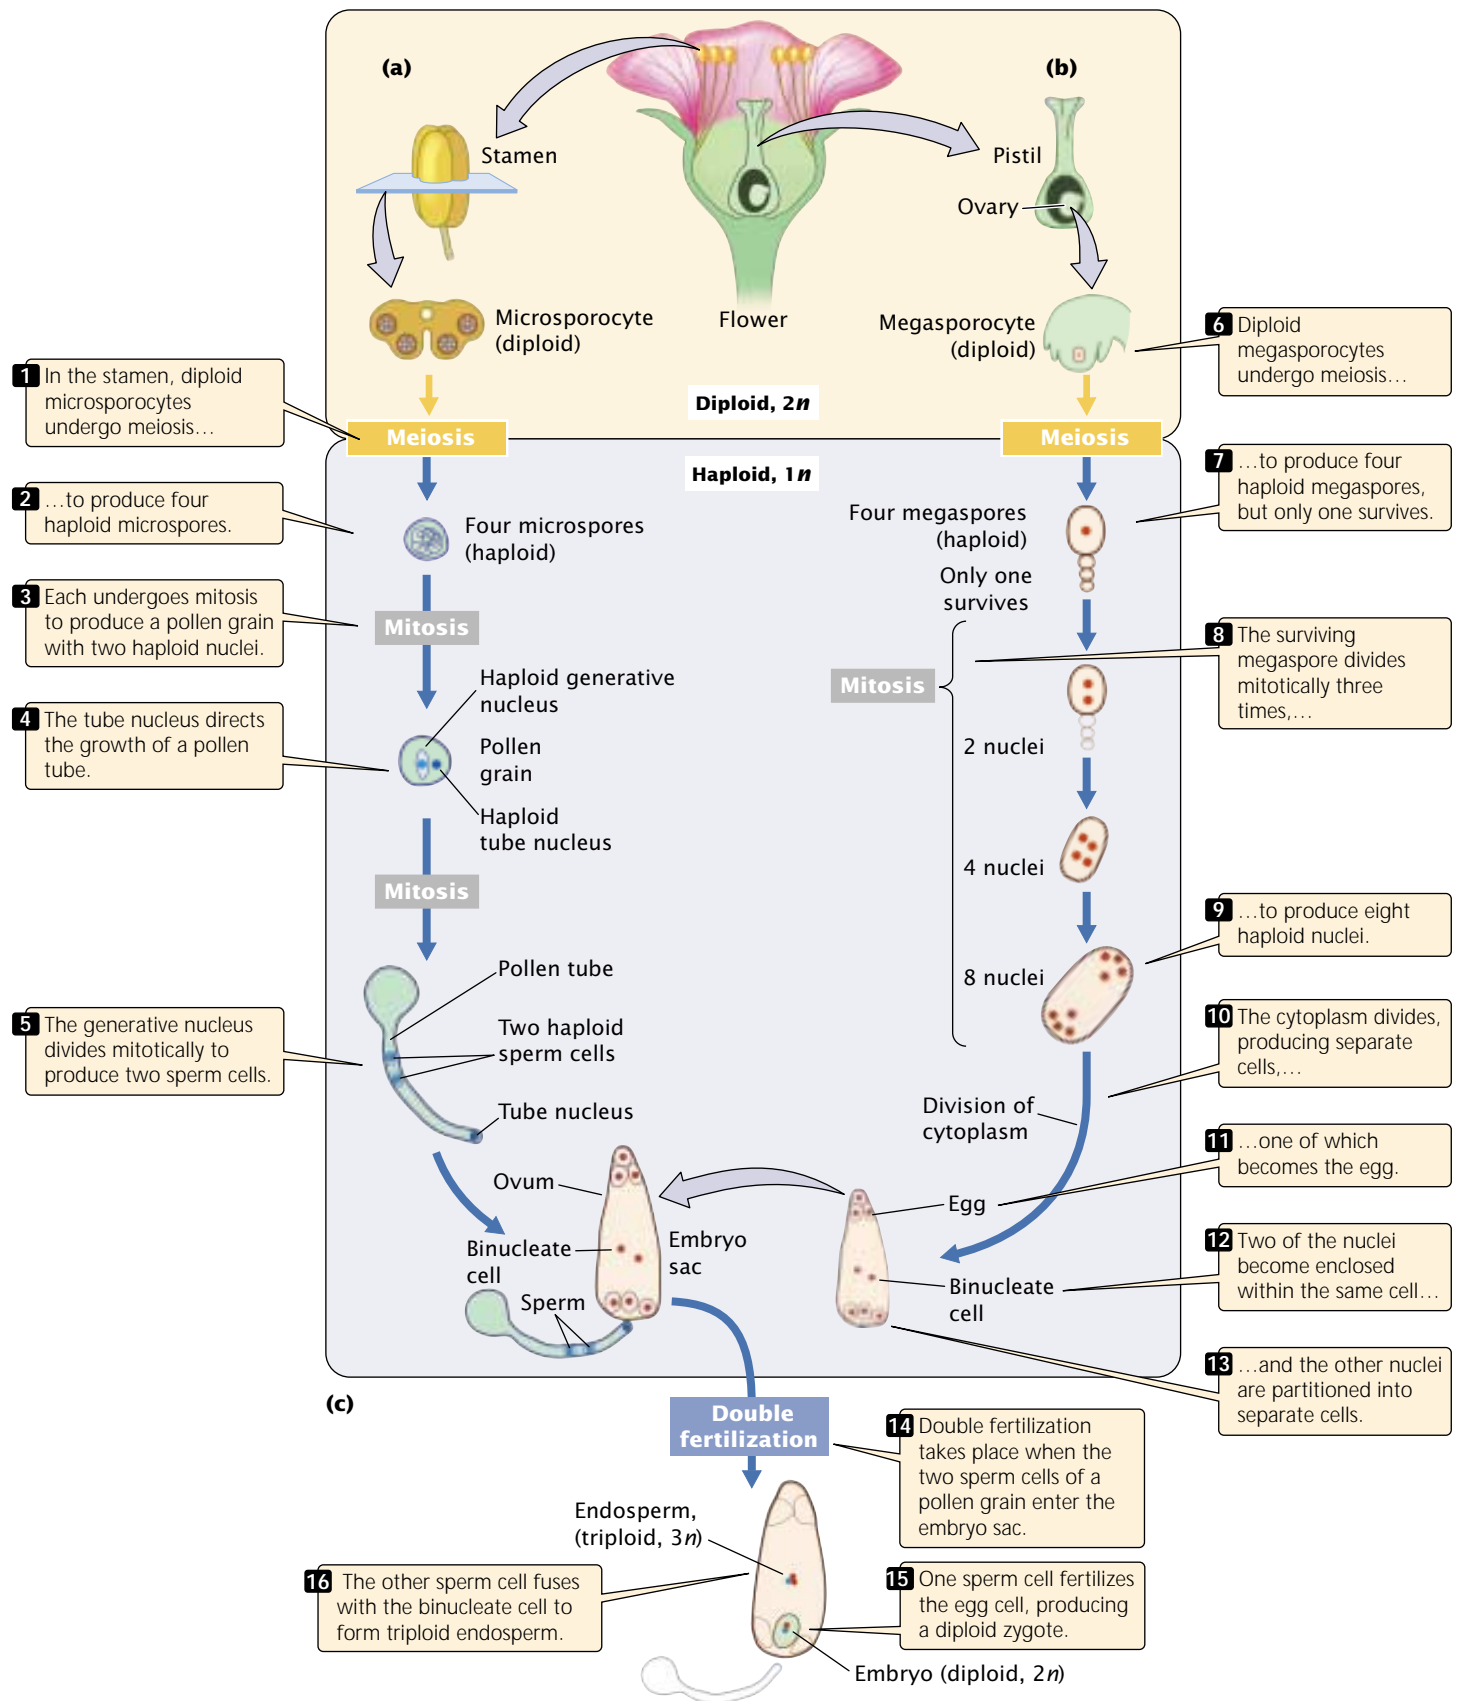 (a)
(b)
Stamen
Pistil
Ovary
Microsporocyte
(diploid)
Flower
Megasporocyte
(diploid)
6 Diploid
megasporocytes
undergo meiosis…
1 In the stamen, diploid
microsporocytes
undergo meiosis…
Diploid, 2n
Meiosis
Meiosis
Haploid, 1n
2 …to produce four
haploid microspores.
Four microspores
(haploid)
Four megaspores
(haploid)
Only one
survives
7 …to produce four
haploid megaspores,
but only one survives.
3 Each undergoes mitosis
to produce a pollen grain
with two haploid nuclei.
Mitosis
Mitosis
8 The surviving
megaspore divides
mitotically three
times,…
Haploid generative
nucleus
Pollen
grain
Haploid
tube nucleus
4 The tube nucleus directs
the growth of a pollen
tube.
2 nuclei
4 nuclei
8 nuclei
Mitosis
9 …to produce eight
haploid nuclei.
Pollen tube
Two haploid
sperm cells
Tube nucleus
5 The generative nucleus
divides mitotically to
produce two sperm cells.
10 The cytoplasm divides,
producing separate
cells,…
Division of
cytoplasm
11 …one of which
becomes the egg.
Ovum
Egg
Binucleate
cell
Embryo
sac
Sperm
Binucleate
cell
12 Two of the nuclei
become enclosed
within the same cell…
13 …and the other nuclei
are partitioned into
separate cells.
(c)
Double
fertilization
14 Double fertilization
takes place when the
two sperm cells of a
pollen grain enter the
embryo sac.
Endosperm,
(triploid, 3n)
16 The other sperm cell fuses
with the binucleate cell to
form triploid endosperm.
15 One sperm cell fertilizes
the egg cell, producing
a diploid zygote.
Embryo (diploid, 2n)